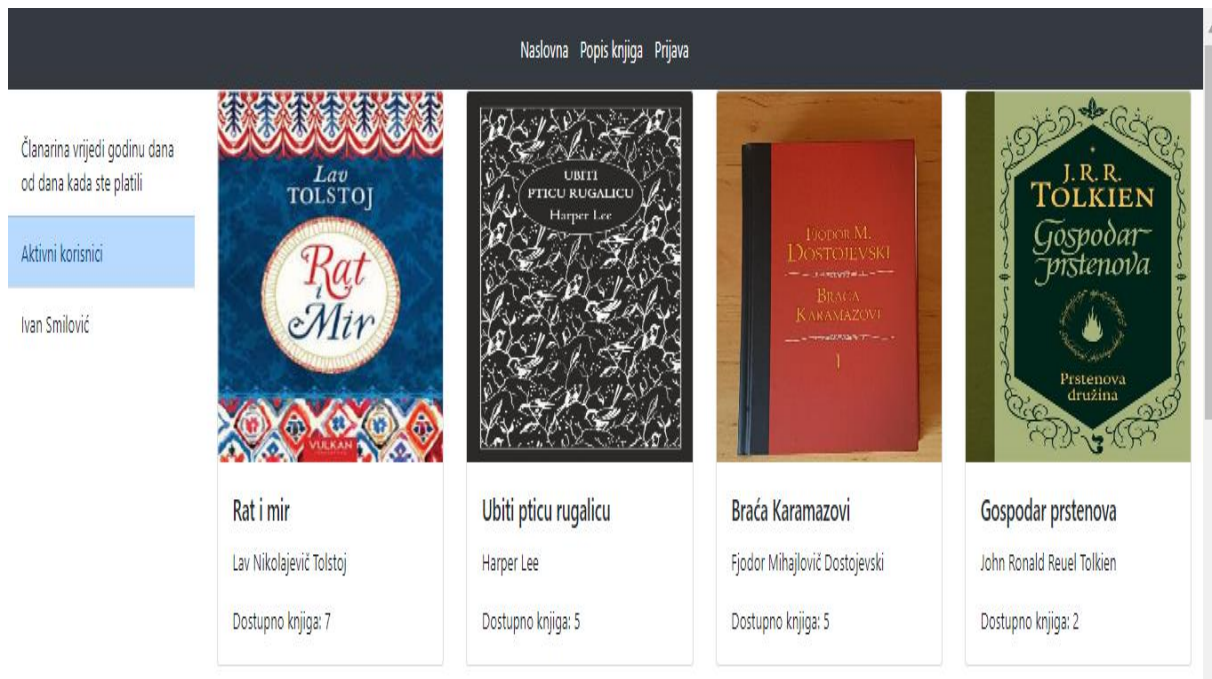 Naslovna Popis knjiga Prijava
Članarina vrijedi godinu dana
od dana kada ste platili
Aktivni korisnici
Ivan Smilović
Lav
TOLSTOJ
Rat
i
Mir
VULKAN
Rat i mir
Lav Nikolajevič Tolstoj
Dostupno knjiga: 7
UBITI
PTICU RUGALICU
Harper Lee
Ubiti pticu rugalicu
Harper Lee
Dostupno knjiga: 5
FJODOR M.
DOSTOJEVSKI
BRAĆA
KARAMAZOVI
I
Braća Karamazovi
Fjodor Mihajlovič Dostojevski
Dostupno knjiga: 5
J. R. R.
TOLKIEN
Gospodar
prstenova
Prstenova
družina
Gospodar prstenova
John Ronald Reuel Tolkien
Dostupno knjiga: 2